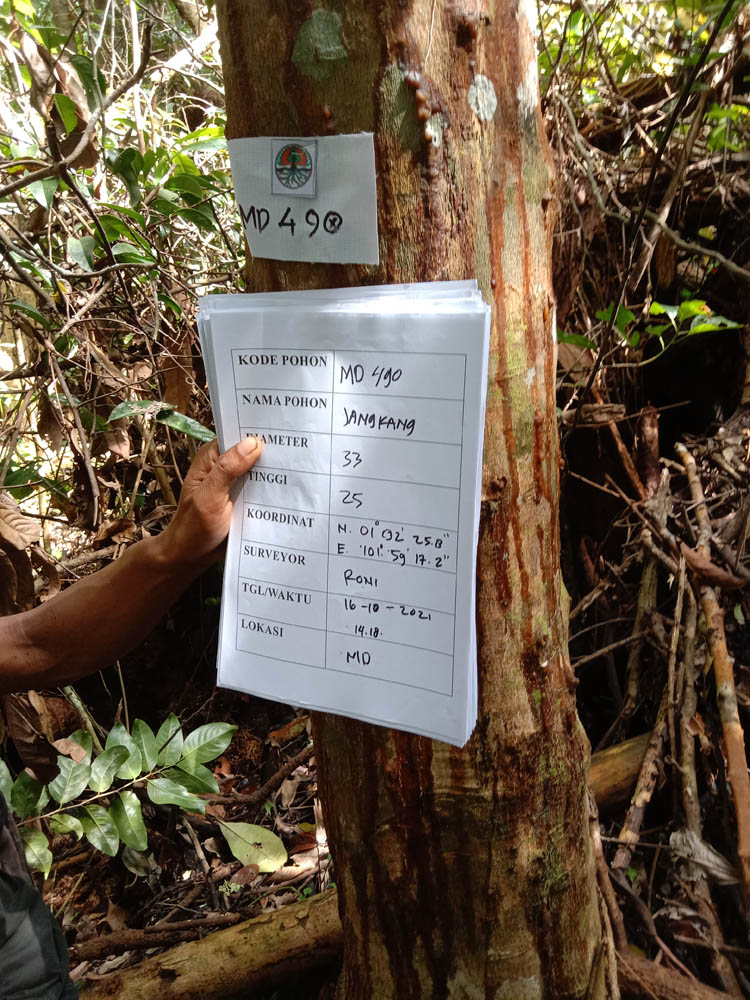 MD 490
KODE POHON MD 490
NAMA POHON JANGKANG
DIAMETER 33
TINGGI 25
KOORDINAT N. 01° 02' 25.8"
E. 101° 59' 17.2"
SURVEYOR RONI
TGL/WAKTU 16-10-2021
14.18.
LOKASI MD